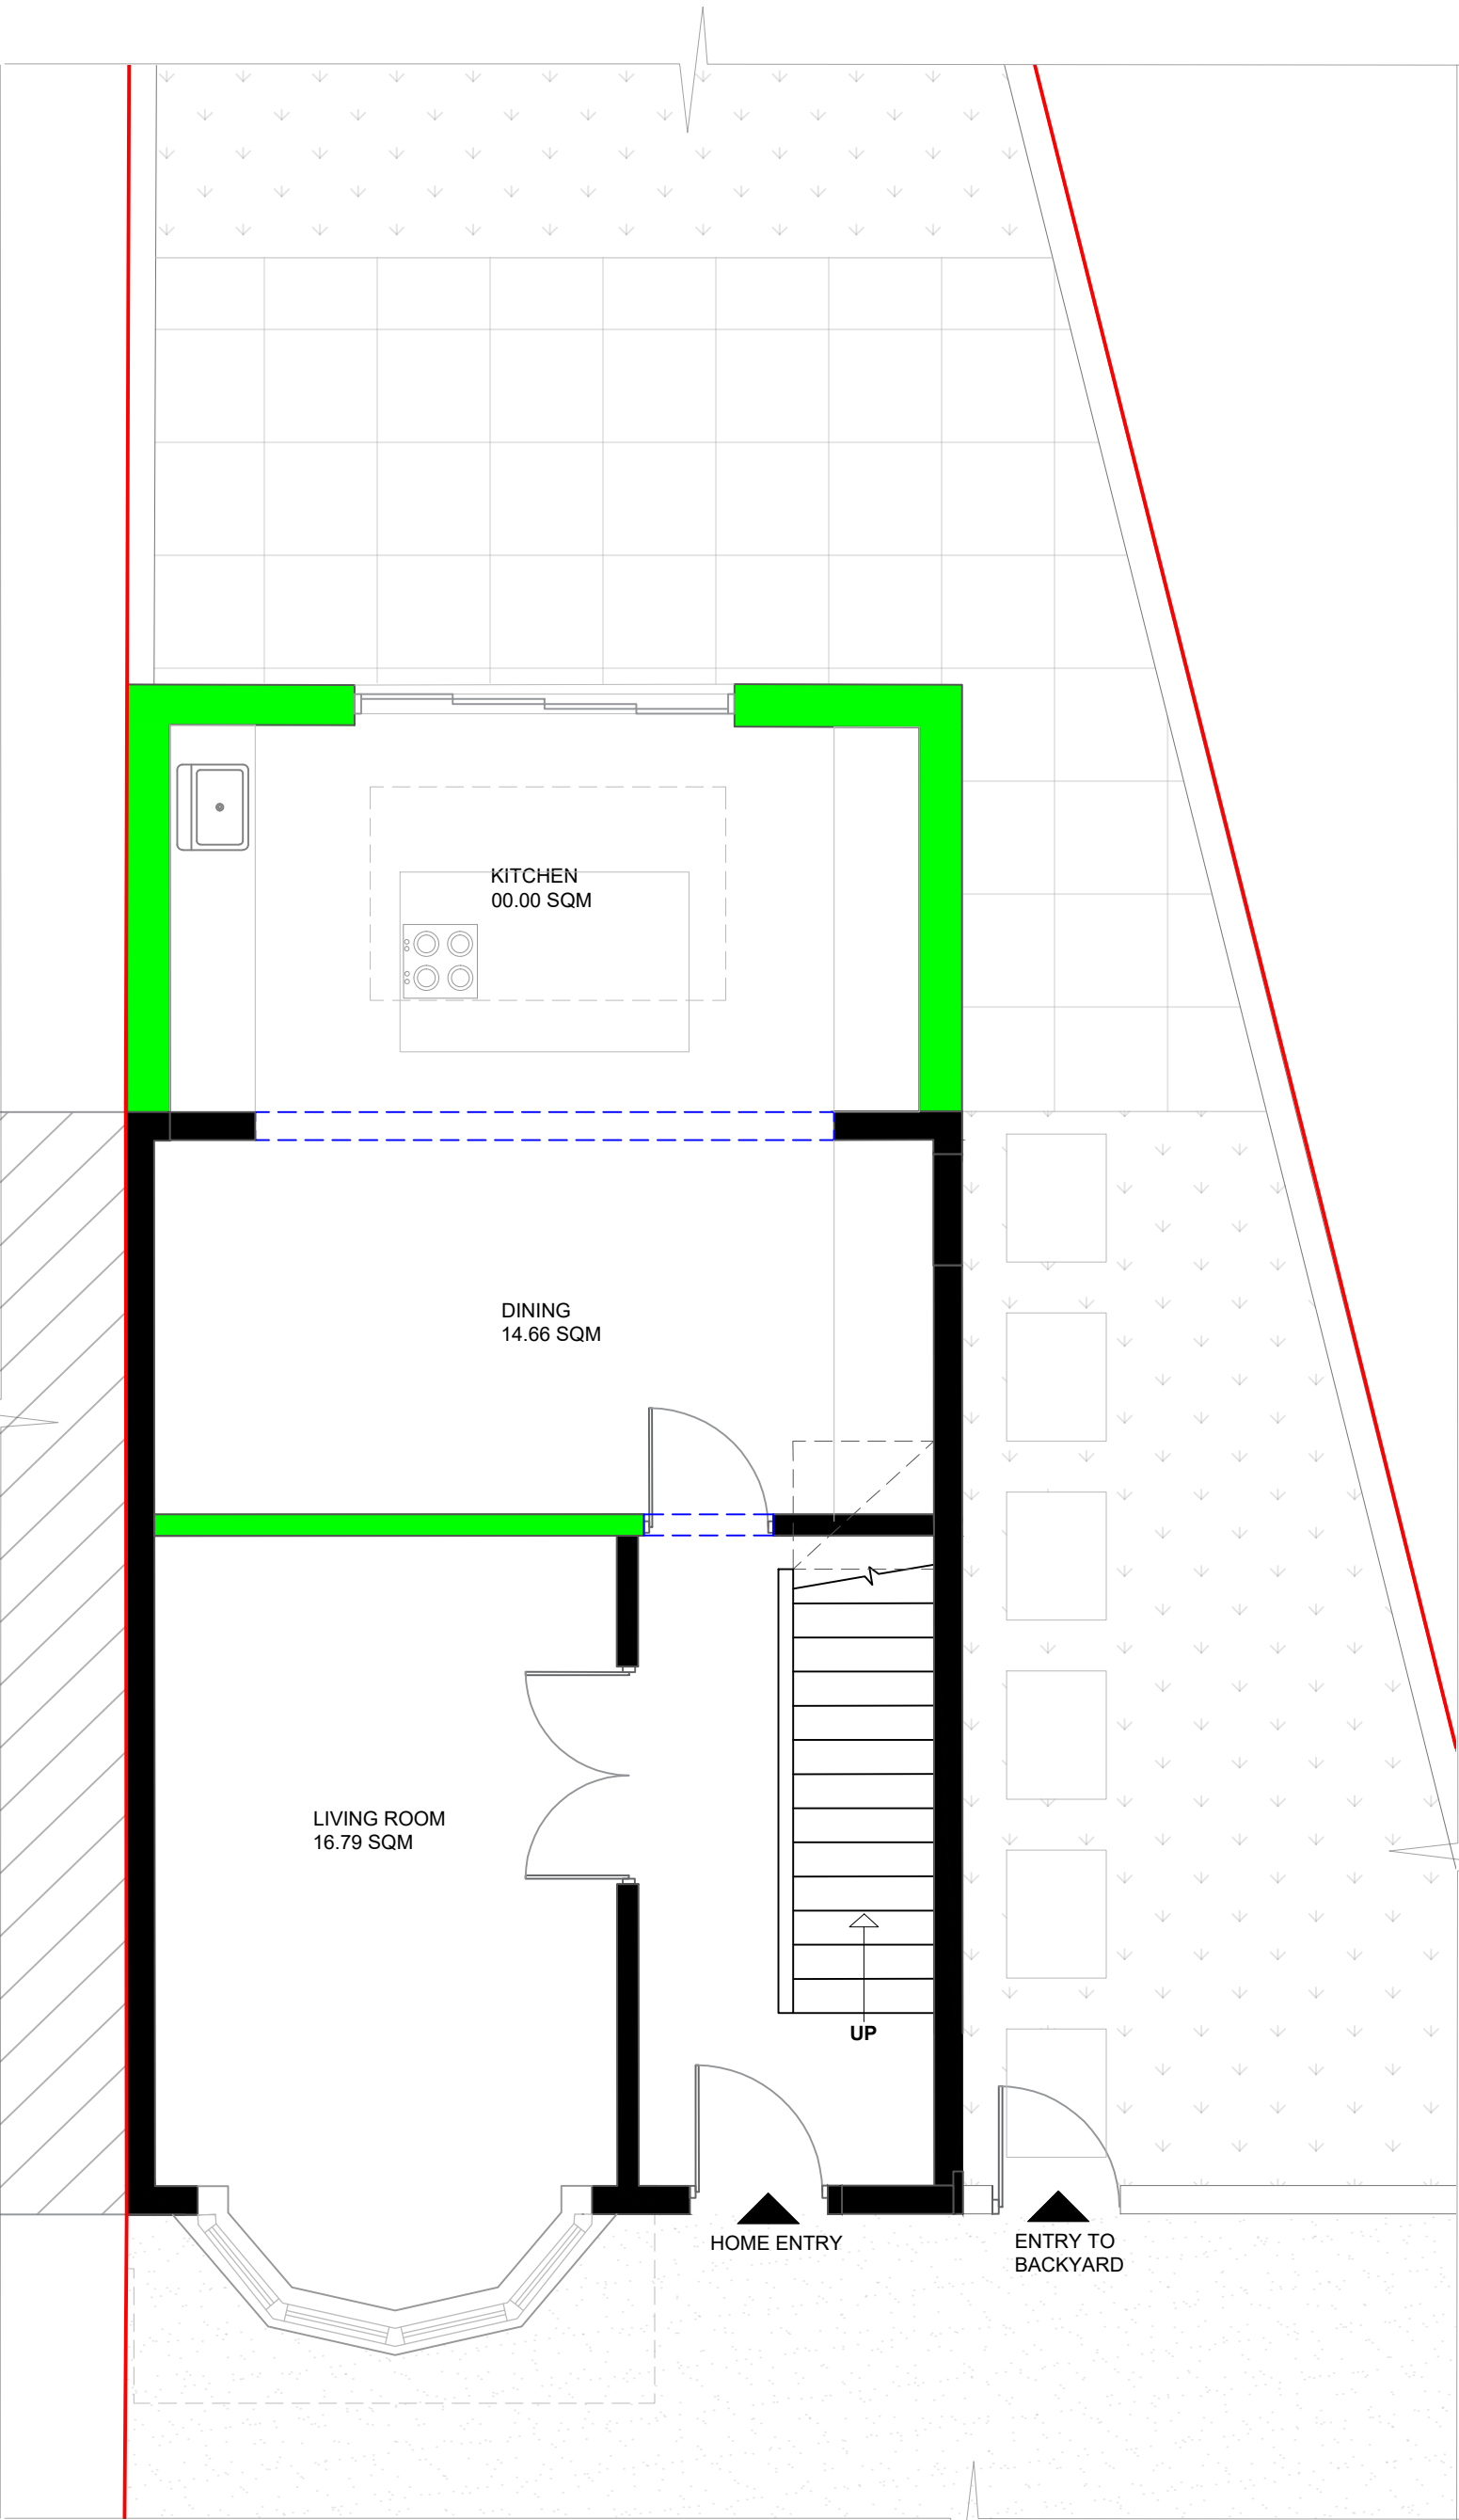 KITCHEN
00.00 SQM
DINING
14.66 SQM
LIVING ROOM
16.79 SQM
UP
HOME ENTRY
ENTRY TO
BACKYARD